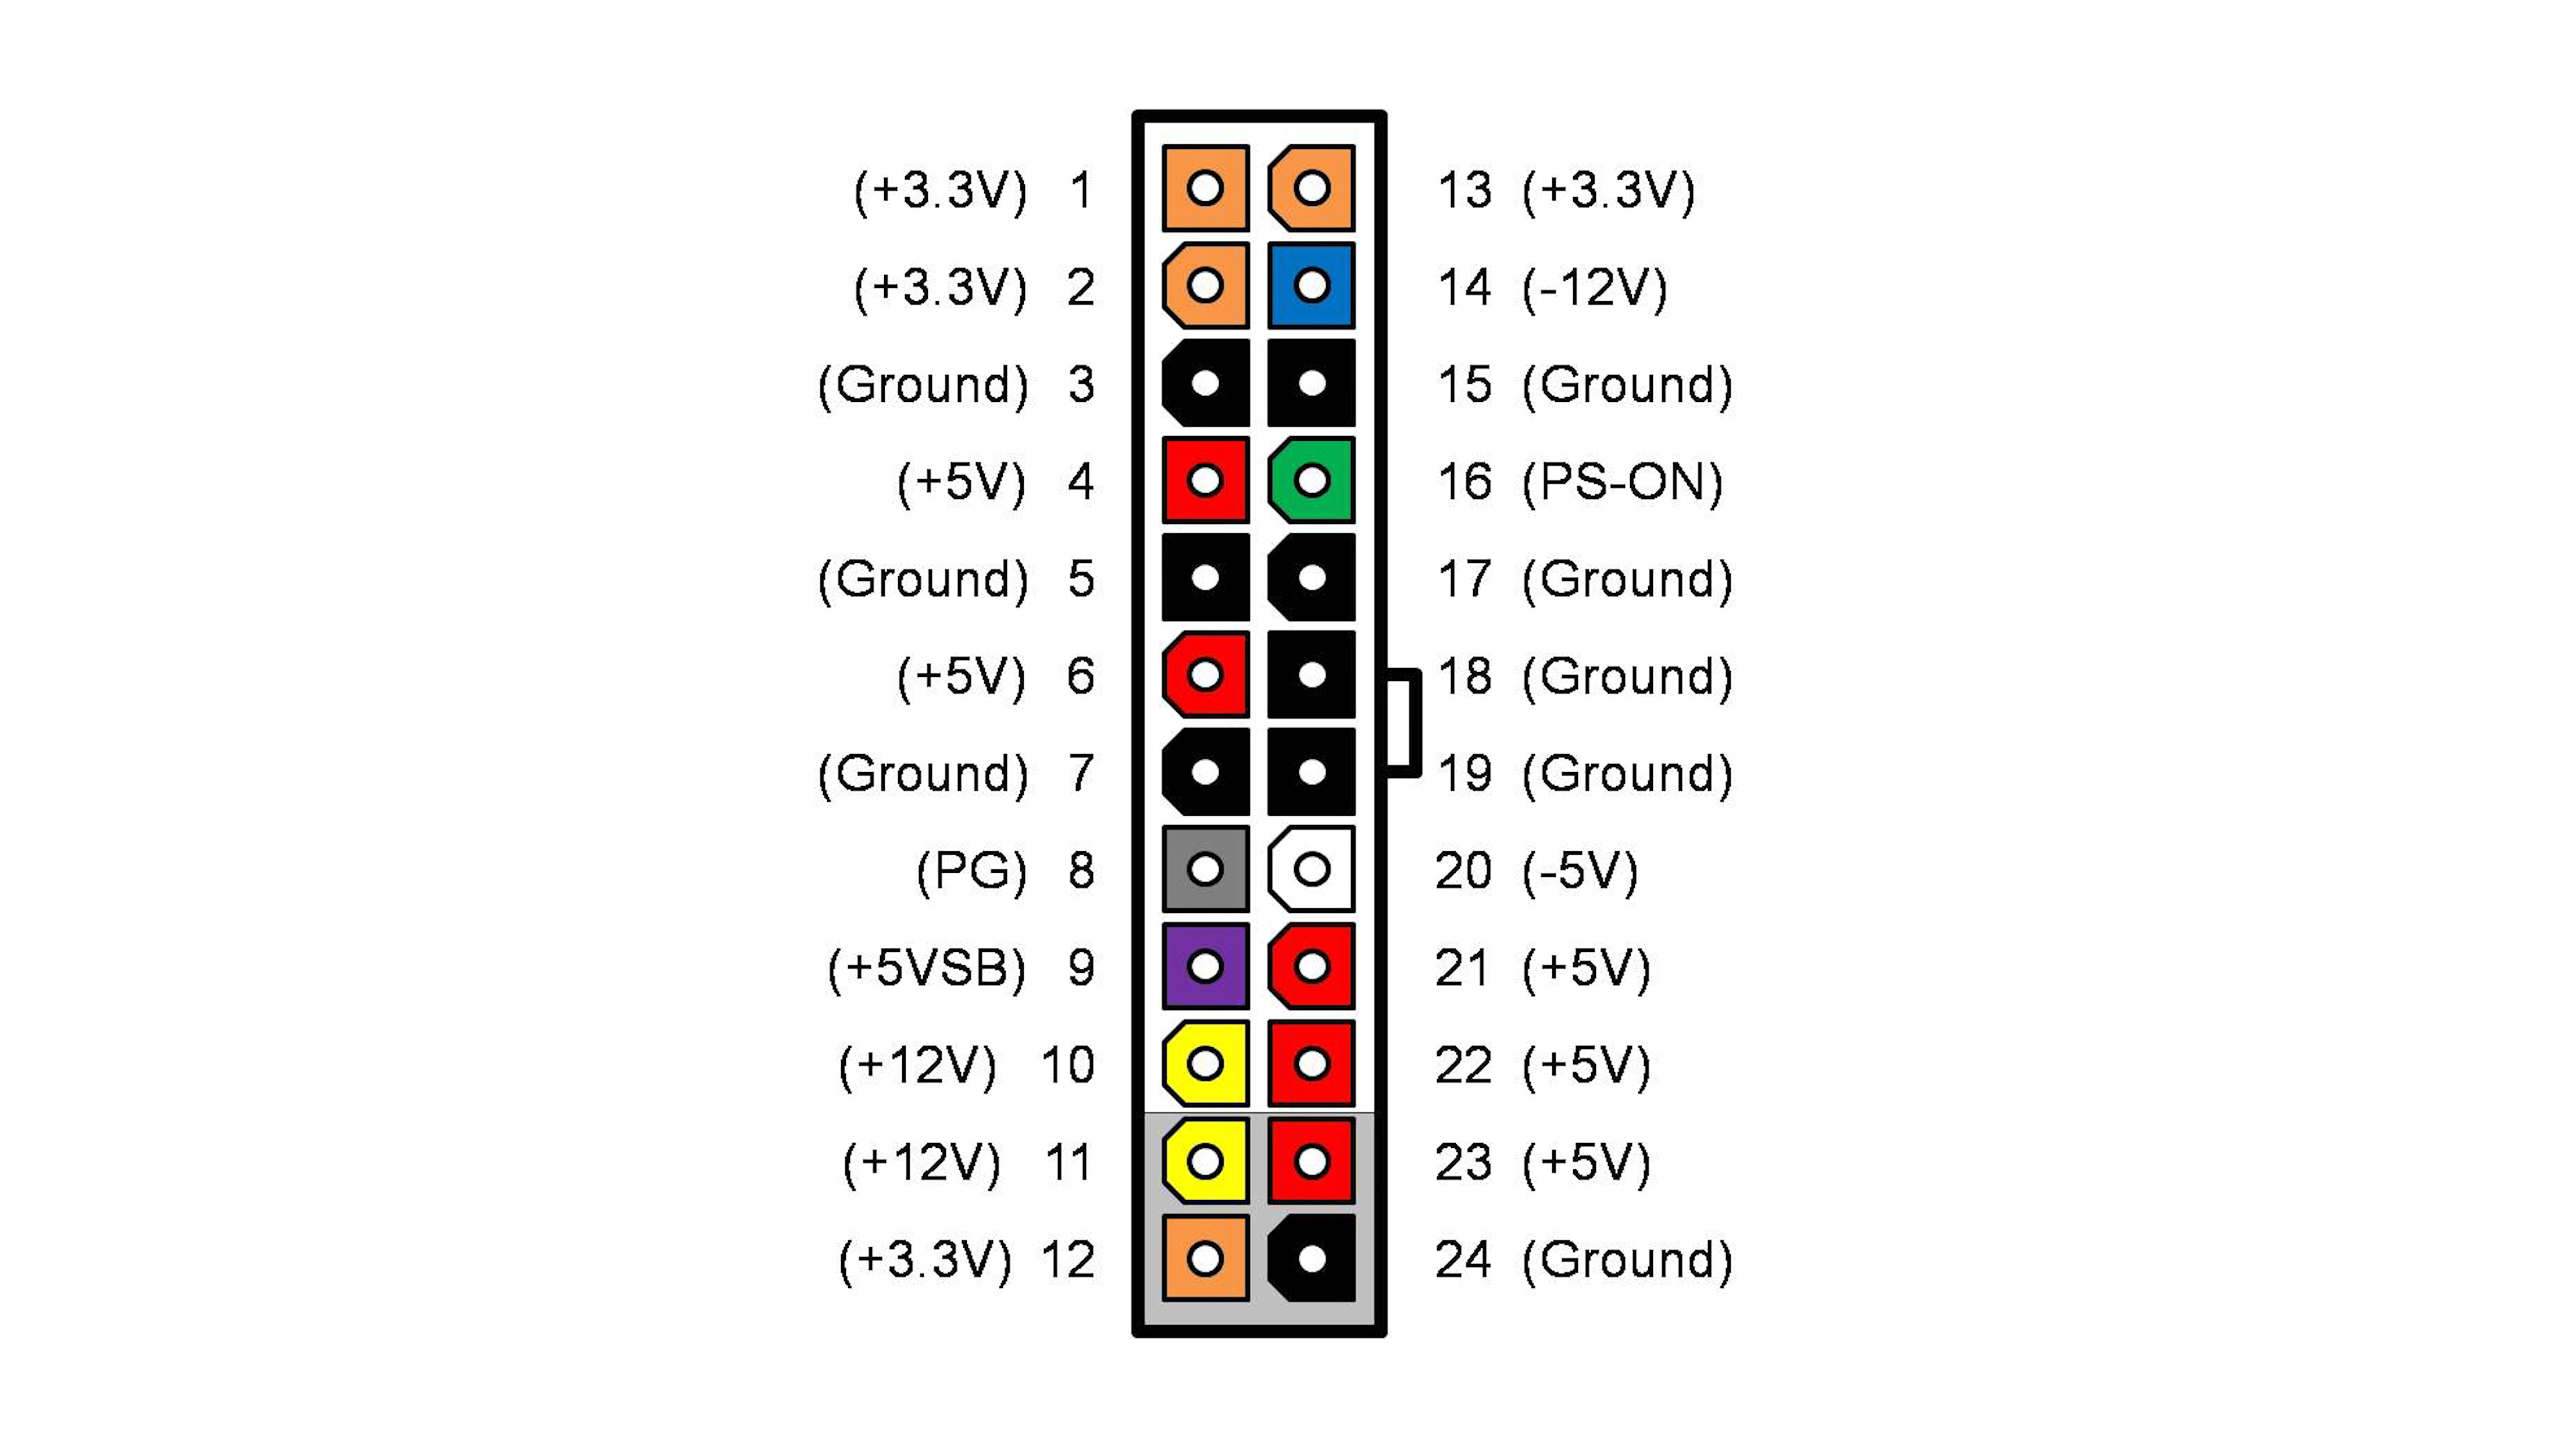 (+3.3V) 1 13 (+3.3V)
(+3.3V) 2 14 (-12V)
(Ground) 3 15 (Ground)
(+5V) 4 16 (PS-ON)
(Ground) 5 17 (Ground)
(+5V) 6 18 (Ground)
(Ground) 7 19 (Ground)
(PG) 8 20 (-5V)
(+5VSB) 9 21 (+5V)
(+12V) 10 22 (+5V)
(+12V) 11 23 (+5V)
(+3.3V) 12 24 (Ground)